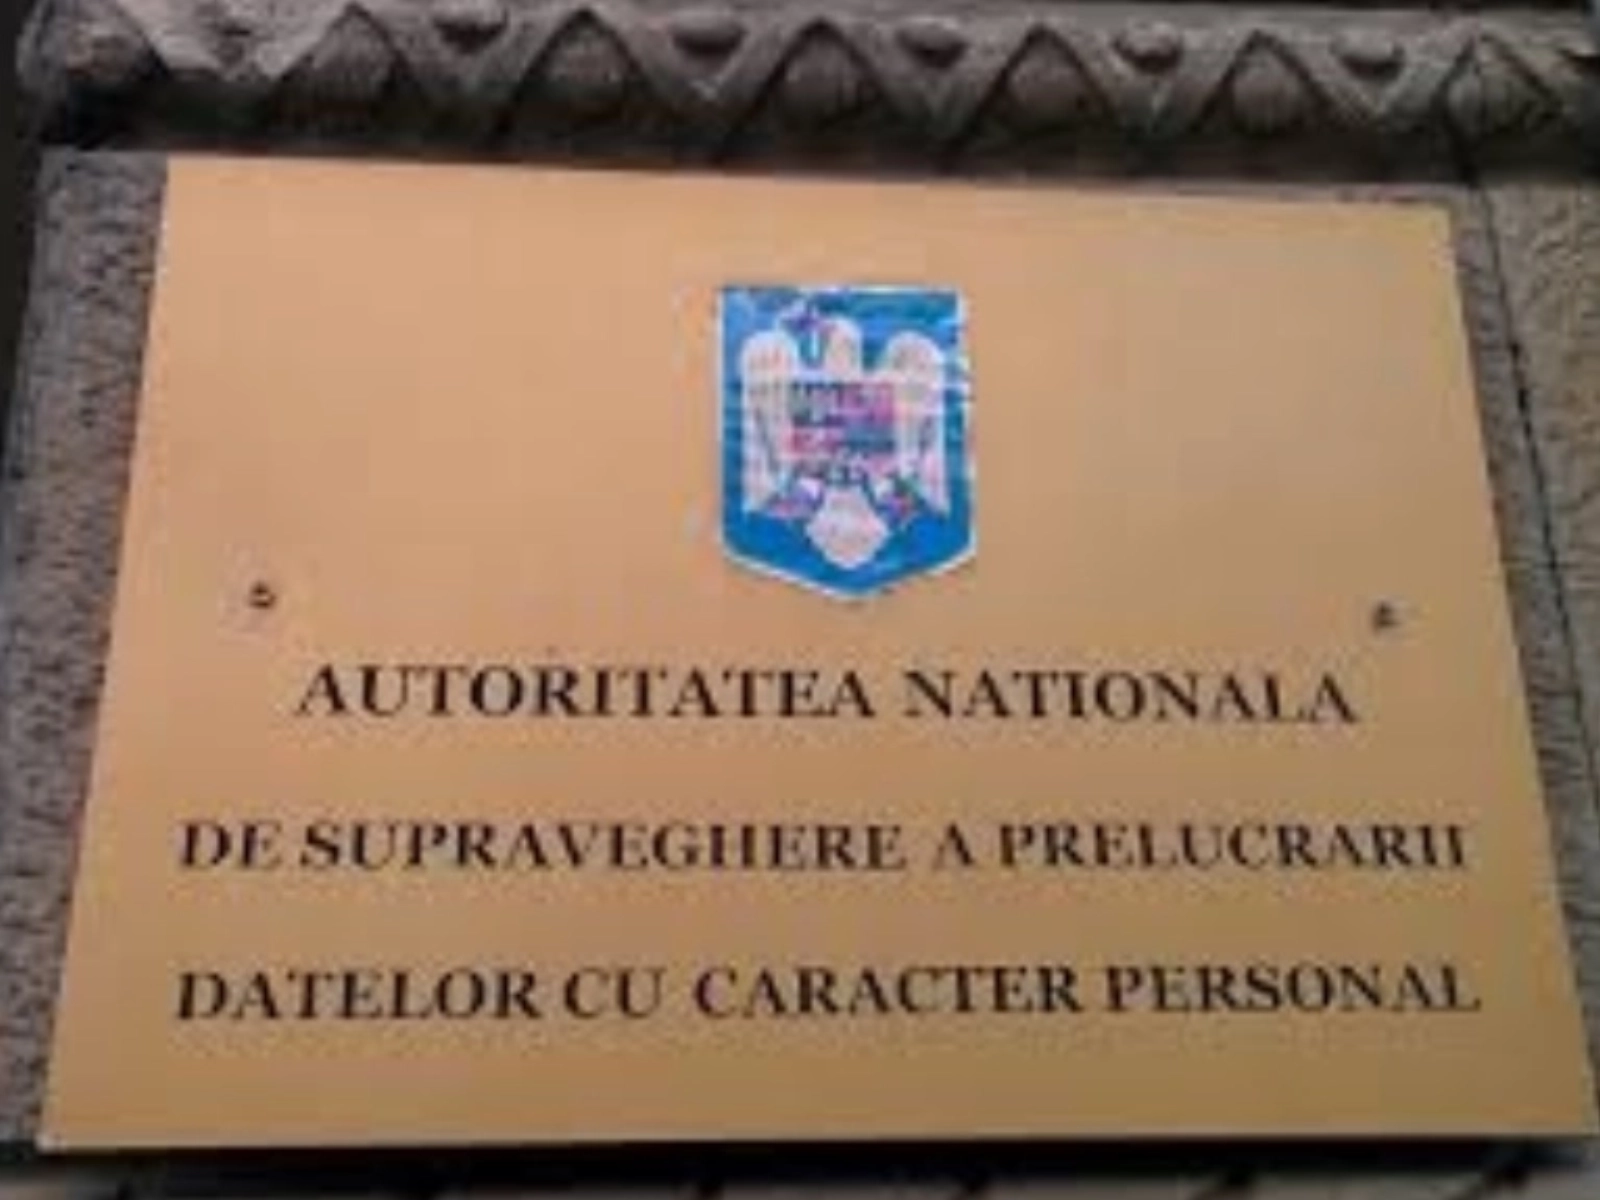 AUTORITATEA NATIONALA
DE SUPRAVEGHERE A PRELUCRARII
DATELOR CU CARACTER PERSONAL